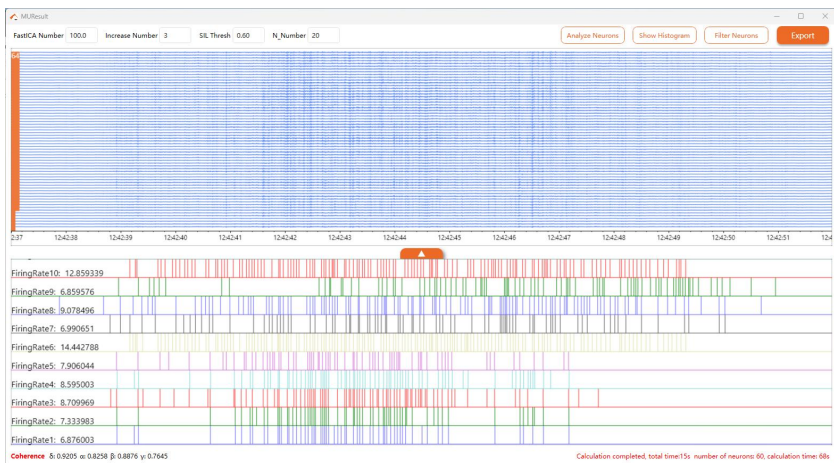 MUResult
FastICA Number 100.0 Increase Number 3 SIL Thresh 0.60 N_Number 20 Analyze Neurons Show Histogram Filter Neurons Export
2:37 12:42:38 12:42:39 12:42:40 12:42:41 12:42:42 12:42:43 12:42:44 12:42:45 12:42:46 12:42:47 12:42:48 12:42:49 12:42:50 12:42:51 12:4
FiringRate10: 12.859339
FiringRate9: 6.859576
FiringRate8: 9.078496
FiringRate7: 6.990651
FiringRate6: 14.442788
FiringRate5: 7.906044
FiringRate4: 8.595003
FiringRate3: 8.709969
FiringRate2: 7.333983
FiringRate1: 6.876003
Coherence δ: 0.9205 α: 0.8258 β: 0.8876 γ: 0.7645 Calculation completed, total time:15s number of neurons: 60, calculation time: 68s